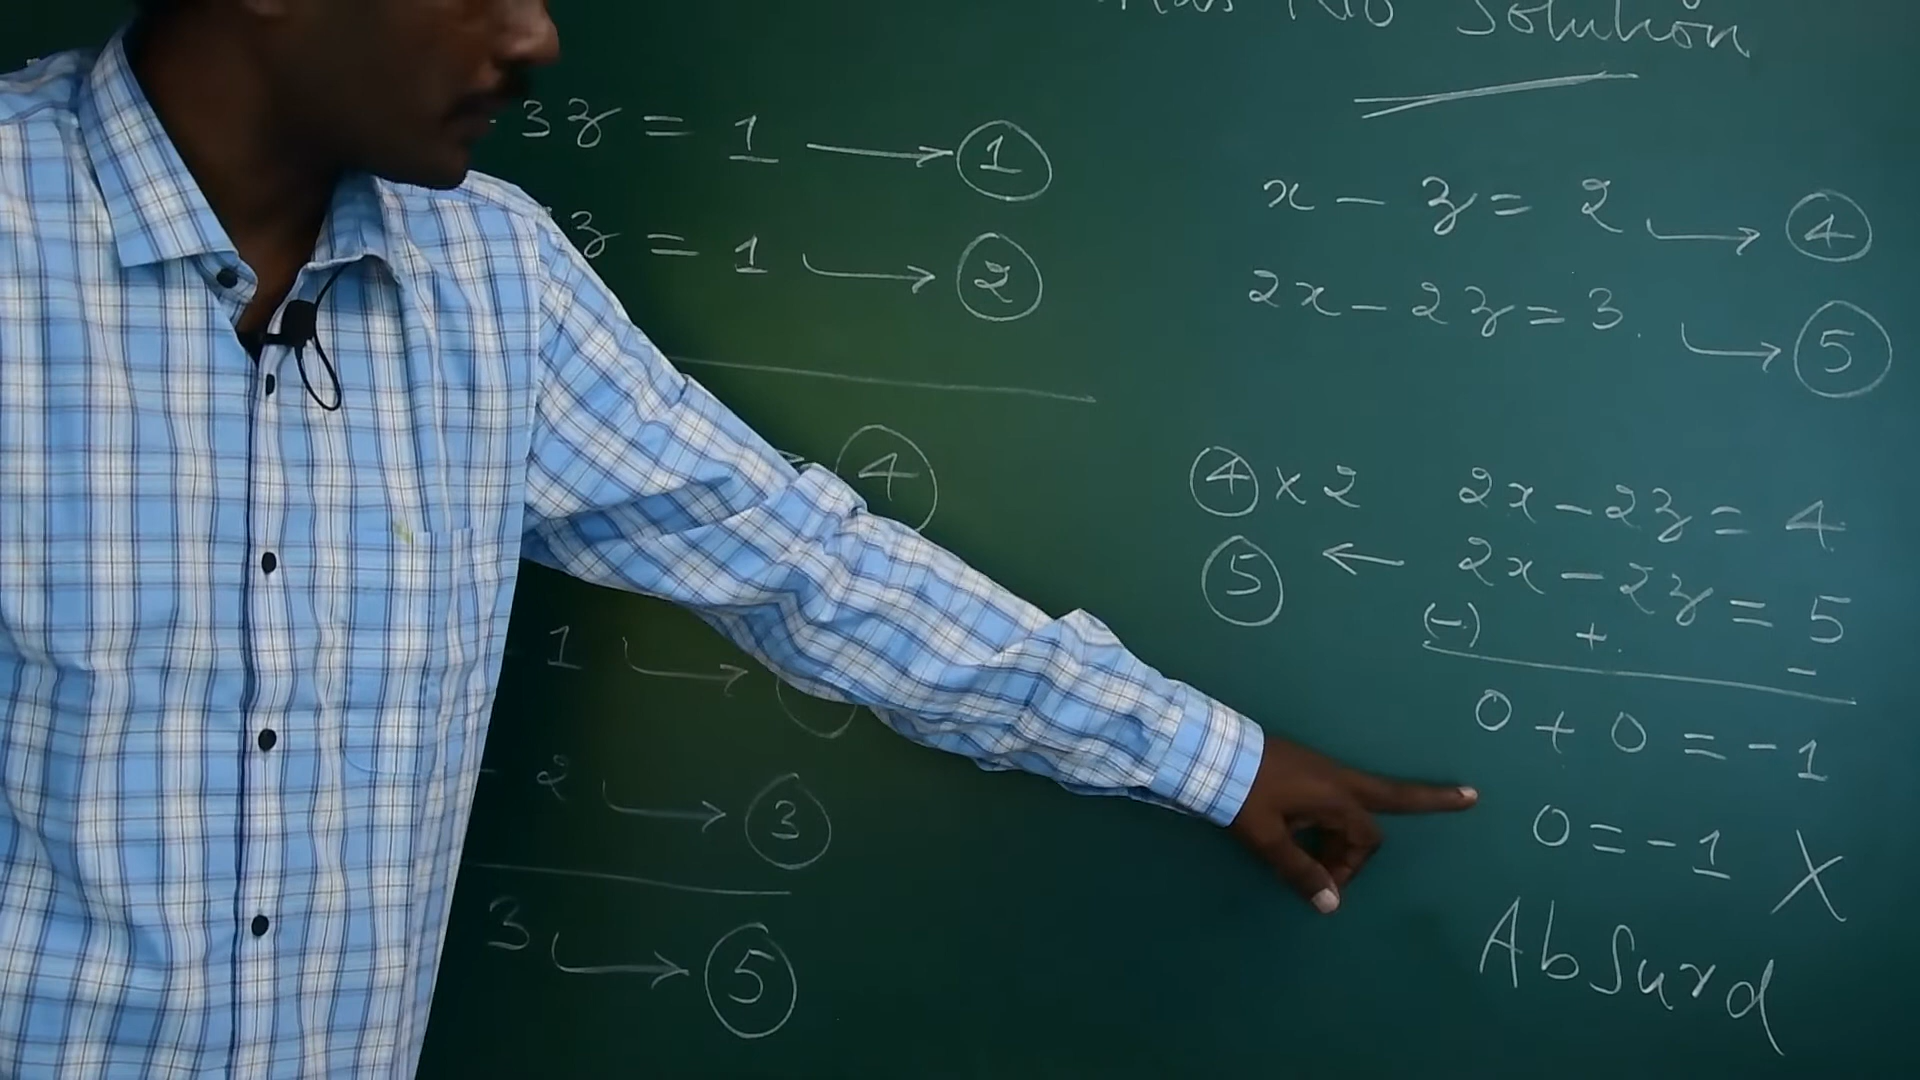 No Solution
3z = 1 → ①
z = 1 → ②
→ ④
1 →
- 2 → ③
3 → ⑤
x - z = 2 → ④
2x - 2z = 3. → ⑤
④ x 2 2x - 2z = 4
⑤ ← 2x - 2z = 5
(-) + -
0 + 0 = -1
0 = -1 X
Absurd